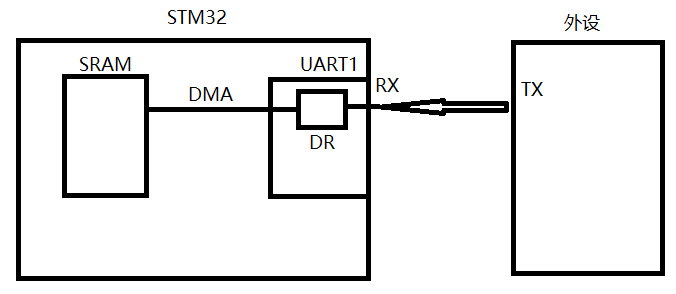 STM32
外设
SRAM
UART1
DMA
RX
TX
DR